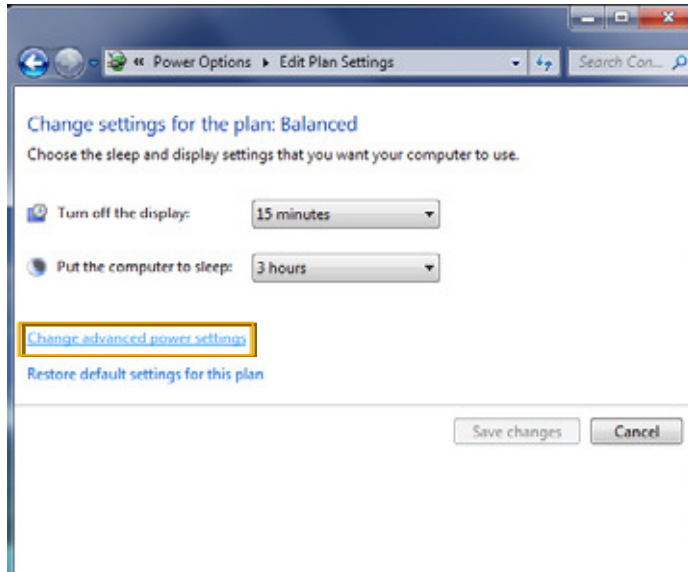 « Power Options ▸ Edit Plan Settings
Search Con...
Change settings for the plan: Balanced
Choose the sleep and display settings that you want your computer to use.
Turn off the display: 15 minutes
Put the computer to sleep: 3 hours
Change advanced power settings
Restore default settings for this plan
Save changes Cancel